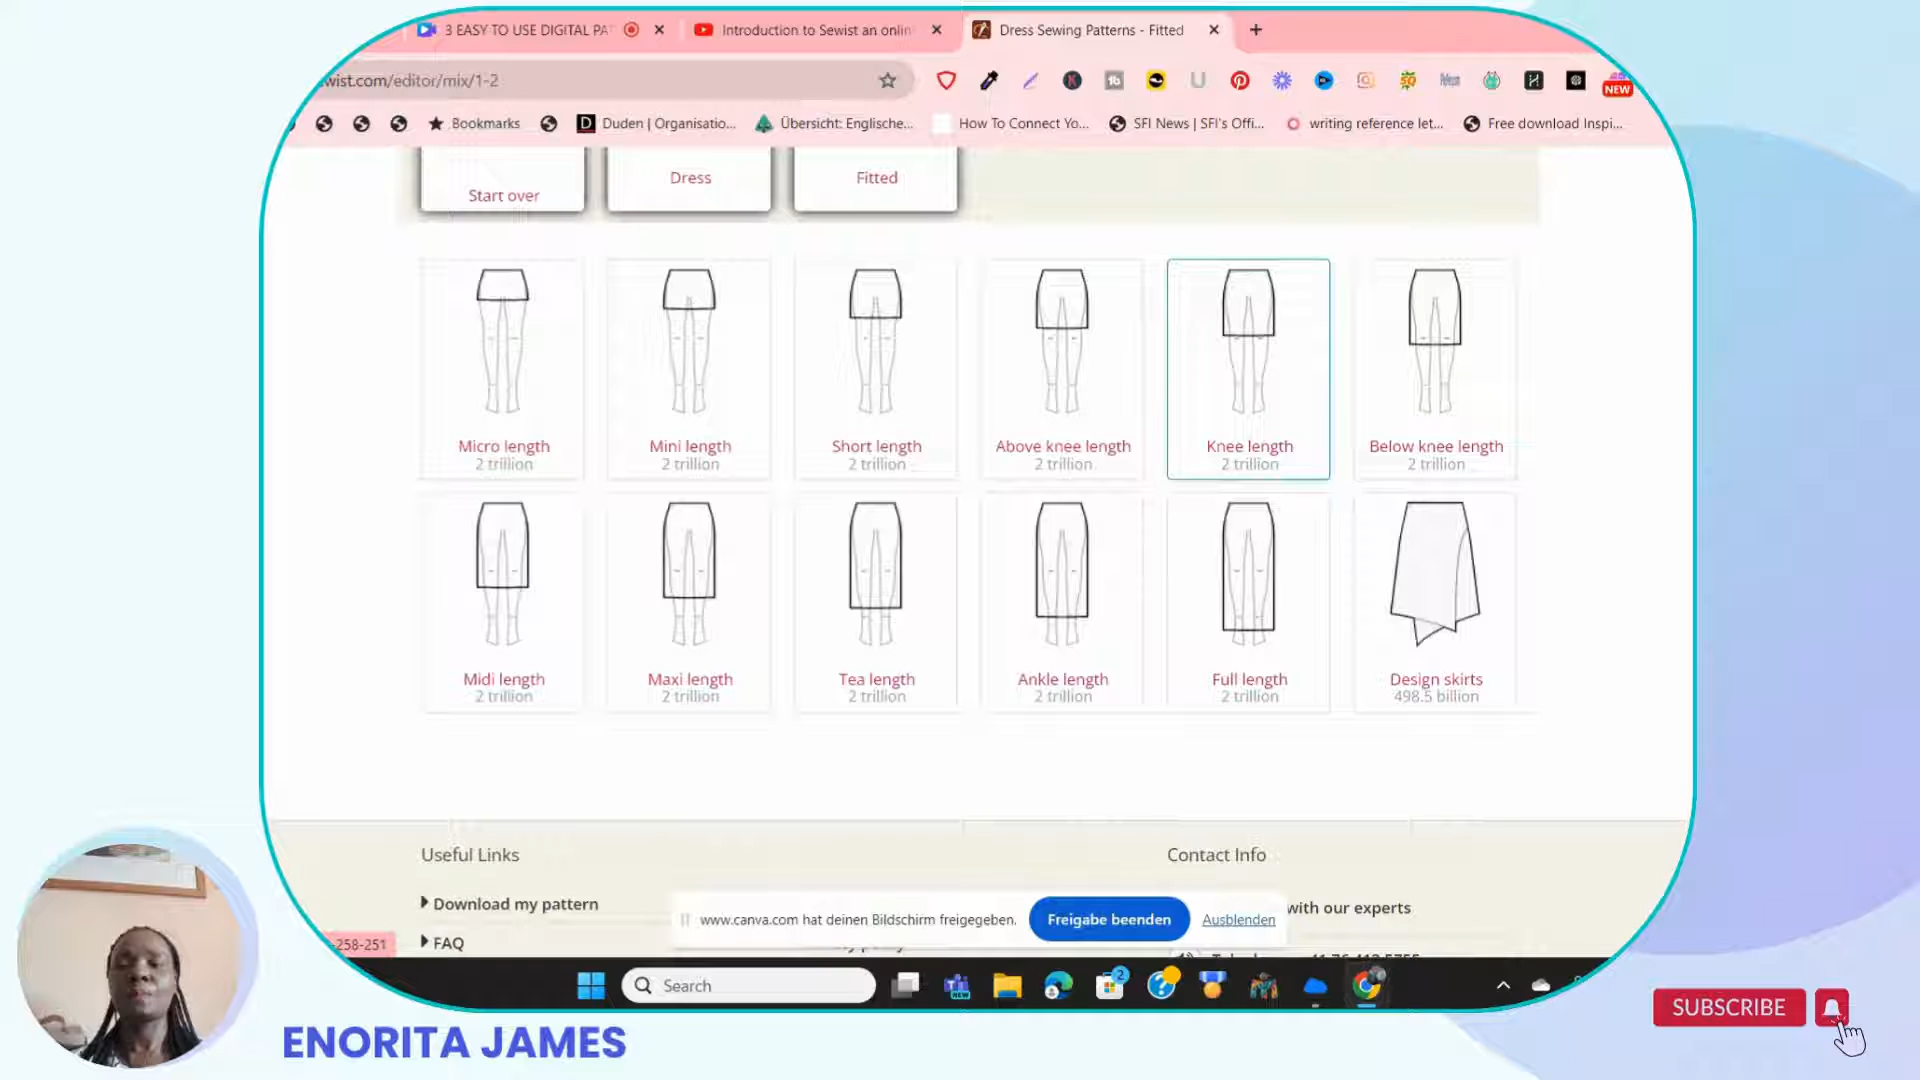 3 EASY TO USE DIGITAL PA
Introduction to Sewist an onlin
Dress Sewing Patterns - Fitted
wist.com/editor/mix/1-2
NEW
Bookmarks
D Duden | Organisatio...
Übersicht: Englische...
How To Connect Yo...
SFI News | SFI's Offi...
writing reference let...
Free download Inspi...
Start over
Dress
Fitted
Micro length
2 trillion
Mini length
2 trillion
Short length
2 trillion
Above knee length
2 trillion
Knee length
2 trillion
Below knee length
2 trillion
Midi length
2 trillion
Maxi length
2 trillion
Tea length
2 trillion
Ankle length
2 trillion
Full length
2 trillion
Design skirts
498.5 billion
Useful Links
Contact Info
Download my pattern
with our experts
www.canva.com hat deinen Bildschirm freigegeben.
Freigabe beenden
Ausblenden
-258-251
FAQ
Search
2
SUBSCRIBE
ENORITA JAMES